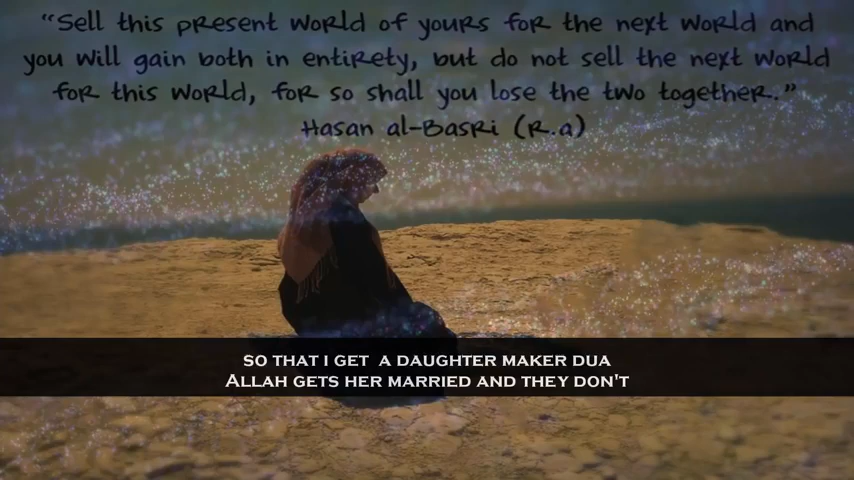 “Sell this present world of yours for the next world and
you will gain both in entirety, but do not sell the next world
for this world, for so shall you lose the two together.”
Hasan al-Basri (R.a)
SO THAT I GET A DAUGHTER MAKER DUA
ALLAH GETS HER MARRIED AND THEY DON'T